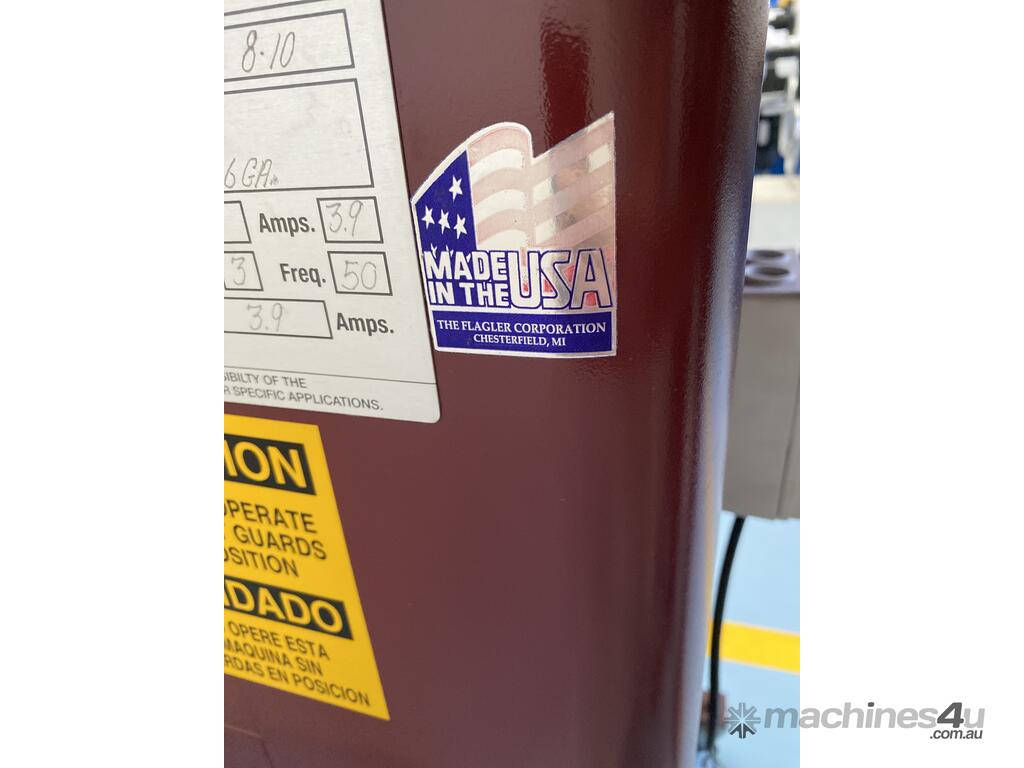 8·10
6GA.
Amps. 3.9
3 Freq. 50
3.9 Amps.
SIBILTY OF THE
R SPECIFIC APPLICATIONS.
MADE
IN THE USA
THE FLAGLER CORPORATION
CHESTERFIELD, MI
ION
OPERATE
GUARDS
OSITION
DADO
OPERE ESTA
MAQUINA SIN
RDAS EN POSICION
machines4u
.com.au